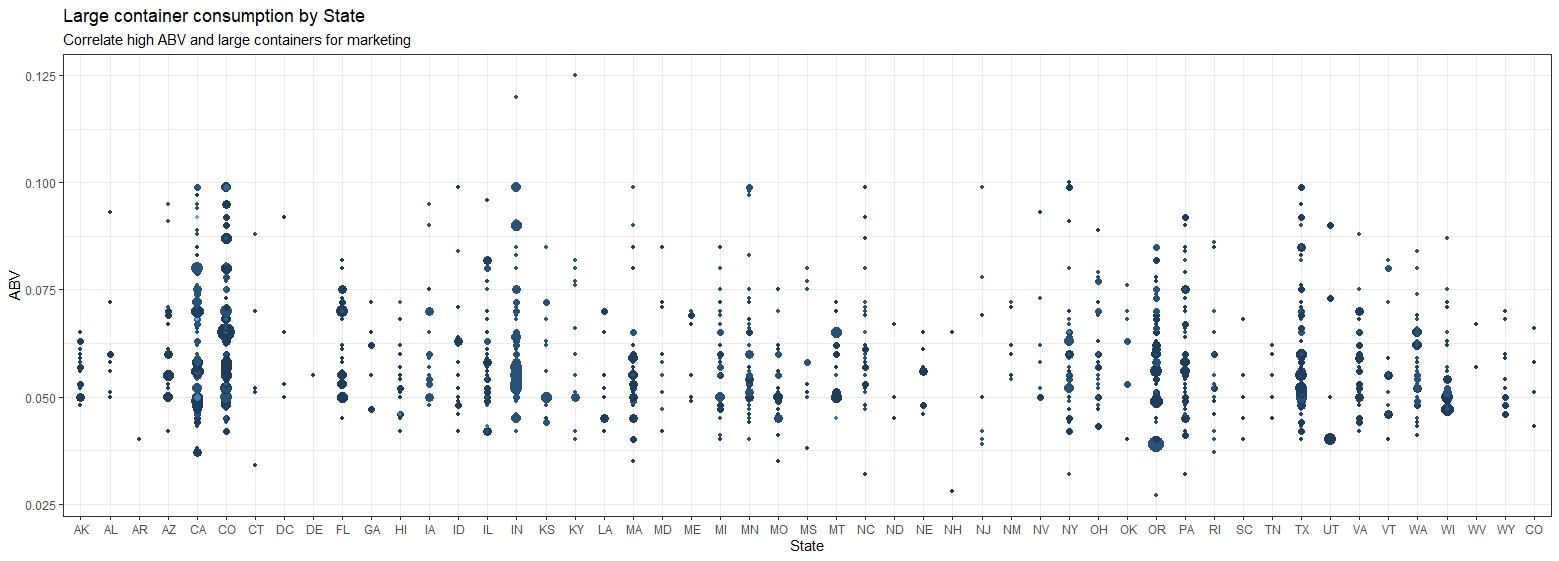 Large container consumption by State
Correlate high ABV and large containers for marketing
ABV
0.125
0.100
0.075
0.050
0.025
AK AL AR AZ CA CO CT DC DE FL GA HI IA ID IL IN KS KY LA MA MD ME MI MN MO MS MT NC ND NE NH NJ NM NV NY OH OK OR PA RI SC TN TX UT VA VT WA WI WV WY CO
State